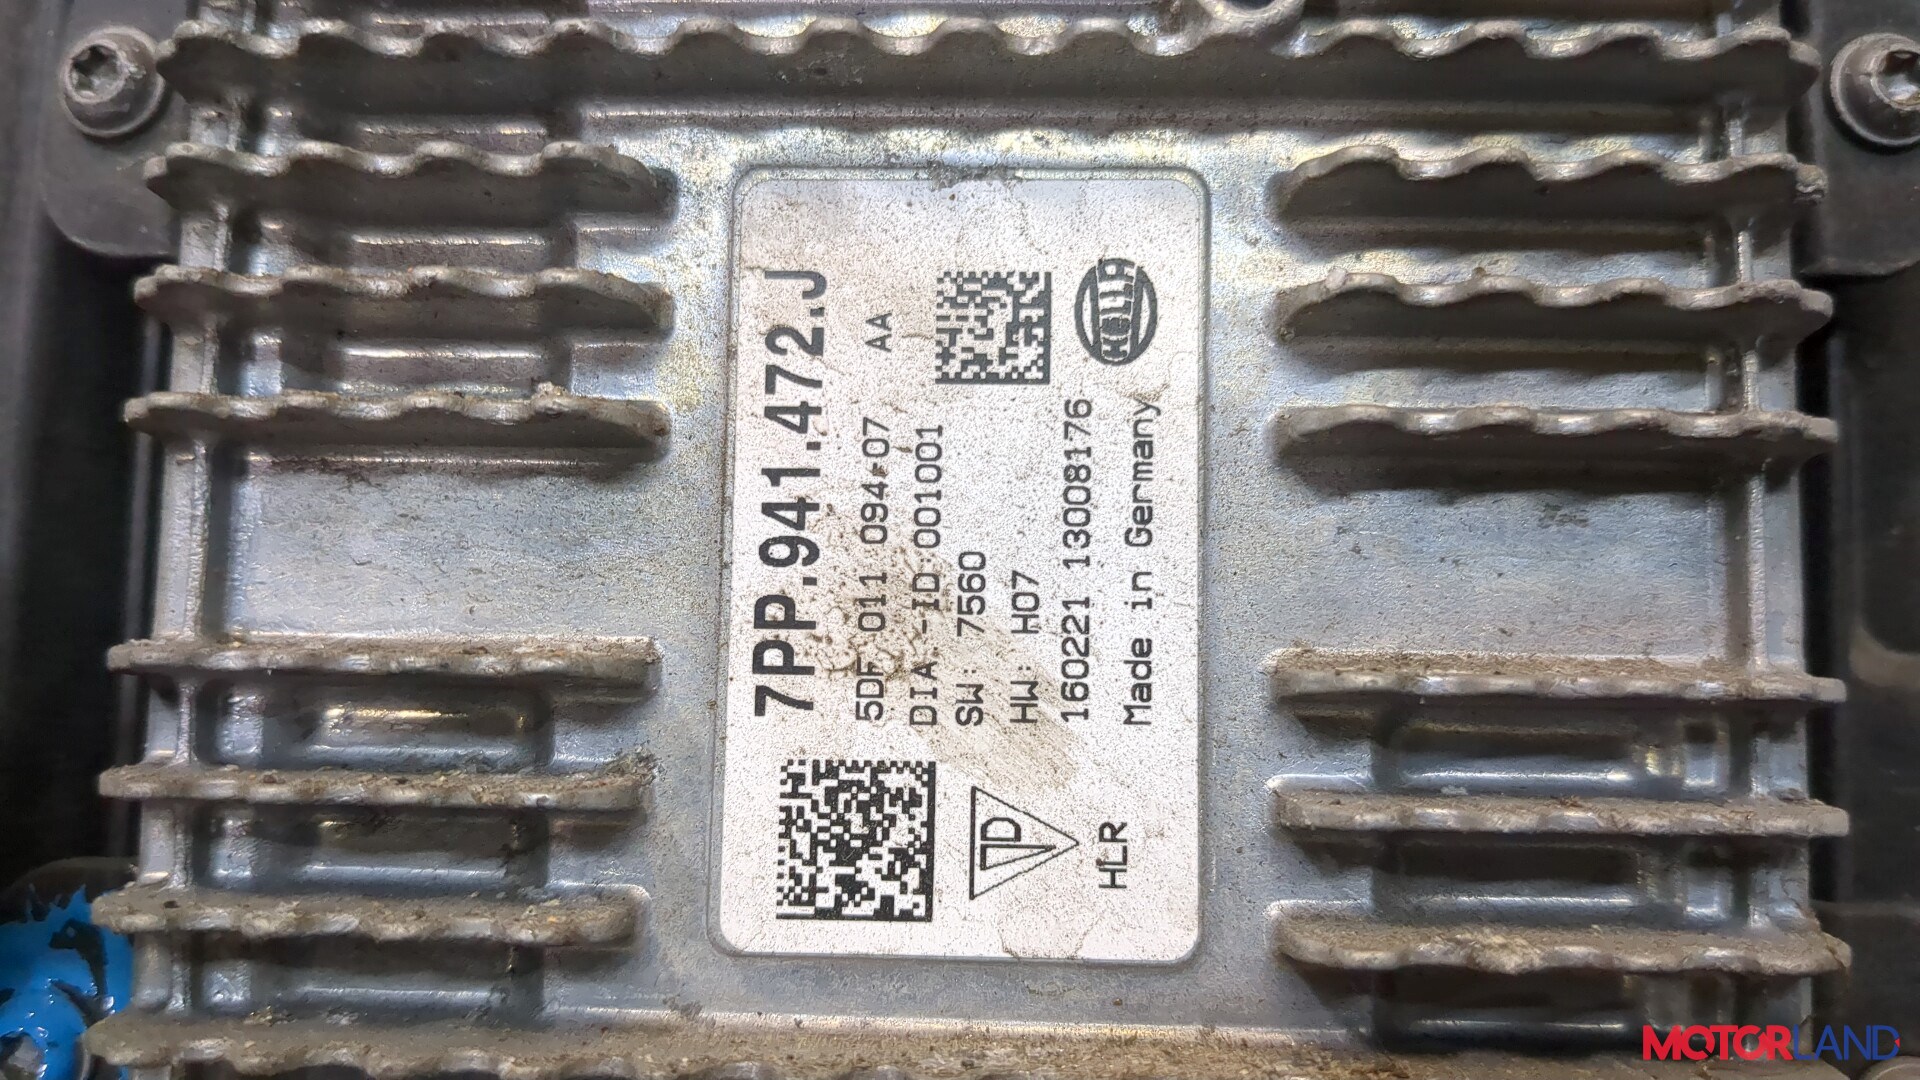 7PP.941.472.J
5DF 011 094-07 AA
DIA.-ID:001001
SW: 7560
HW: H07
160221 13008176
Made in Germany
HELLA
TD
HLR
MOTORLAND